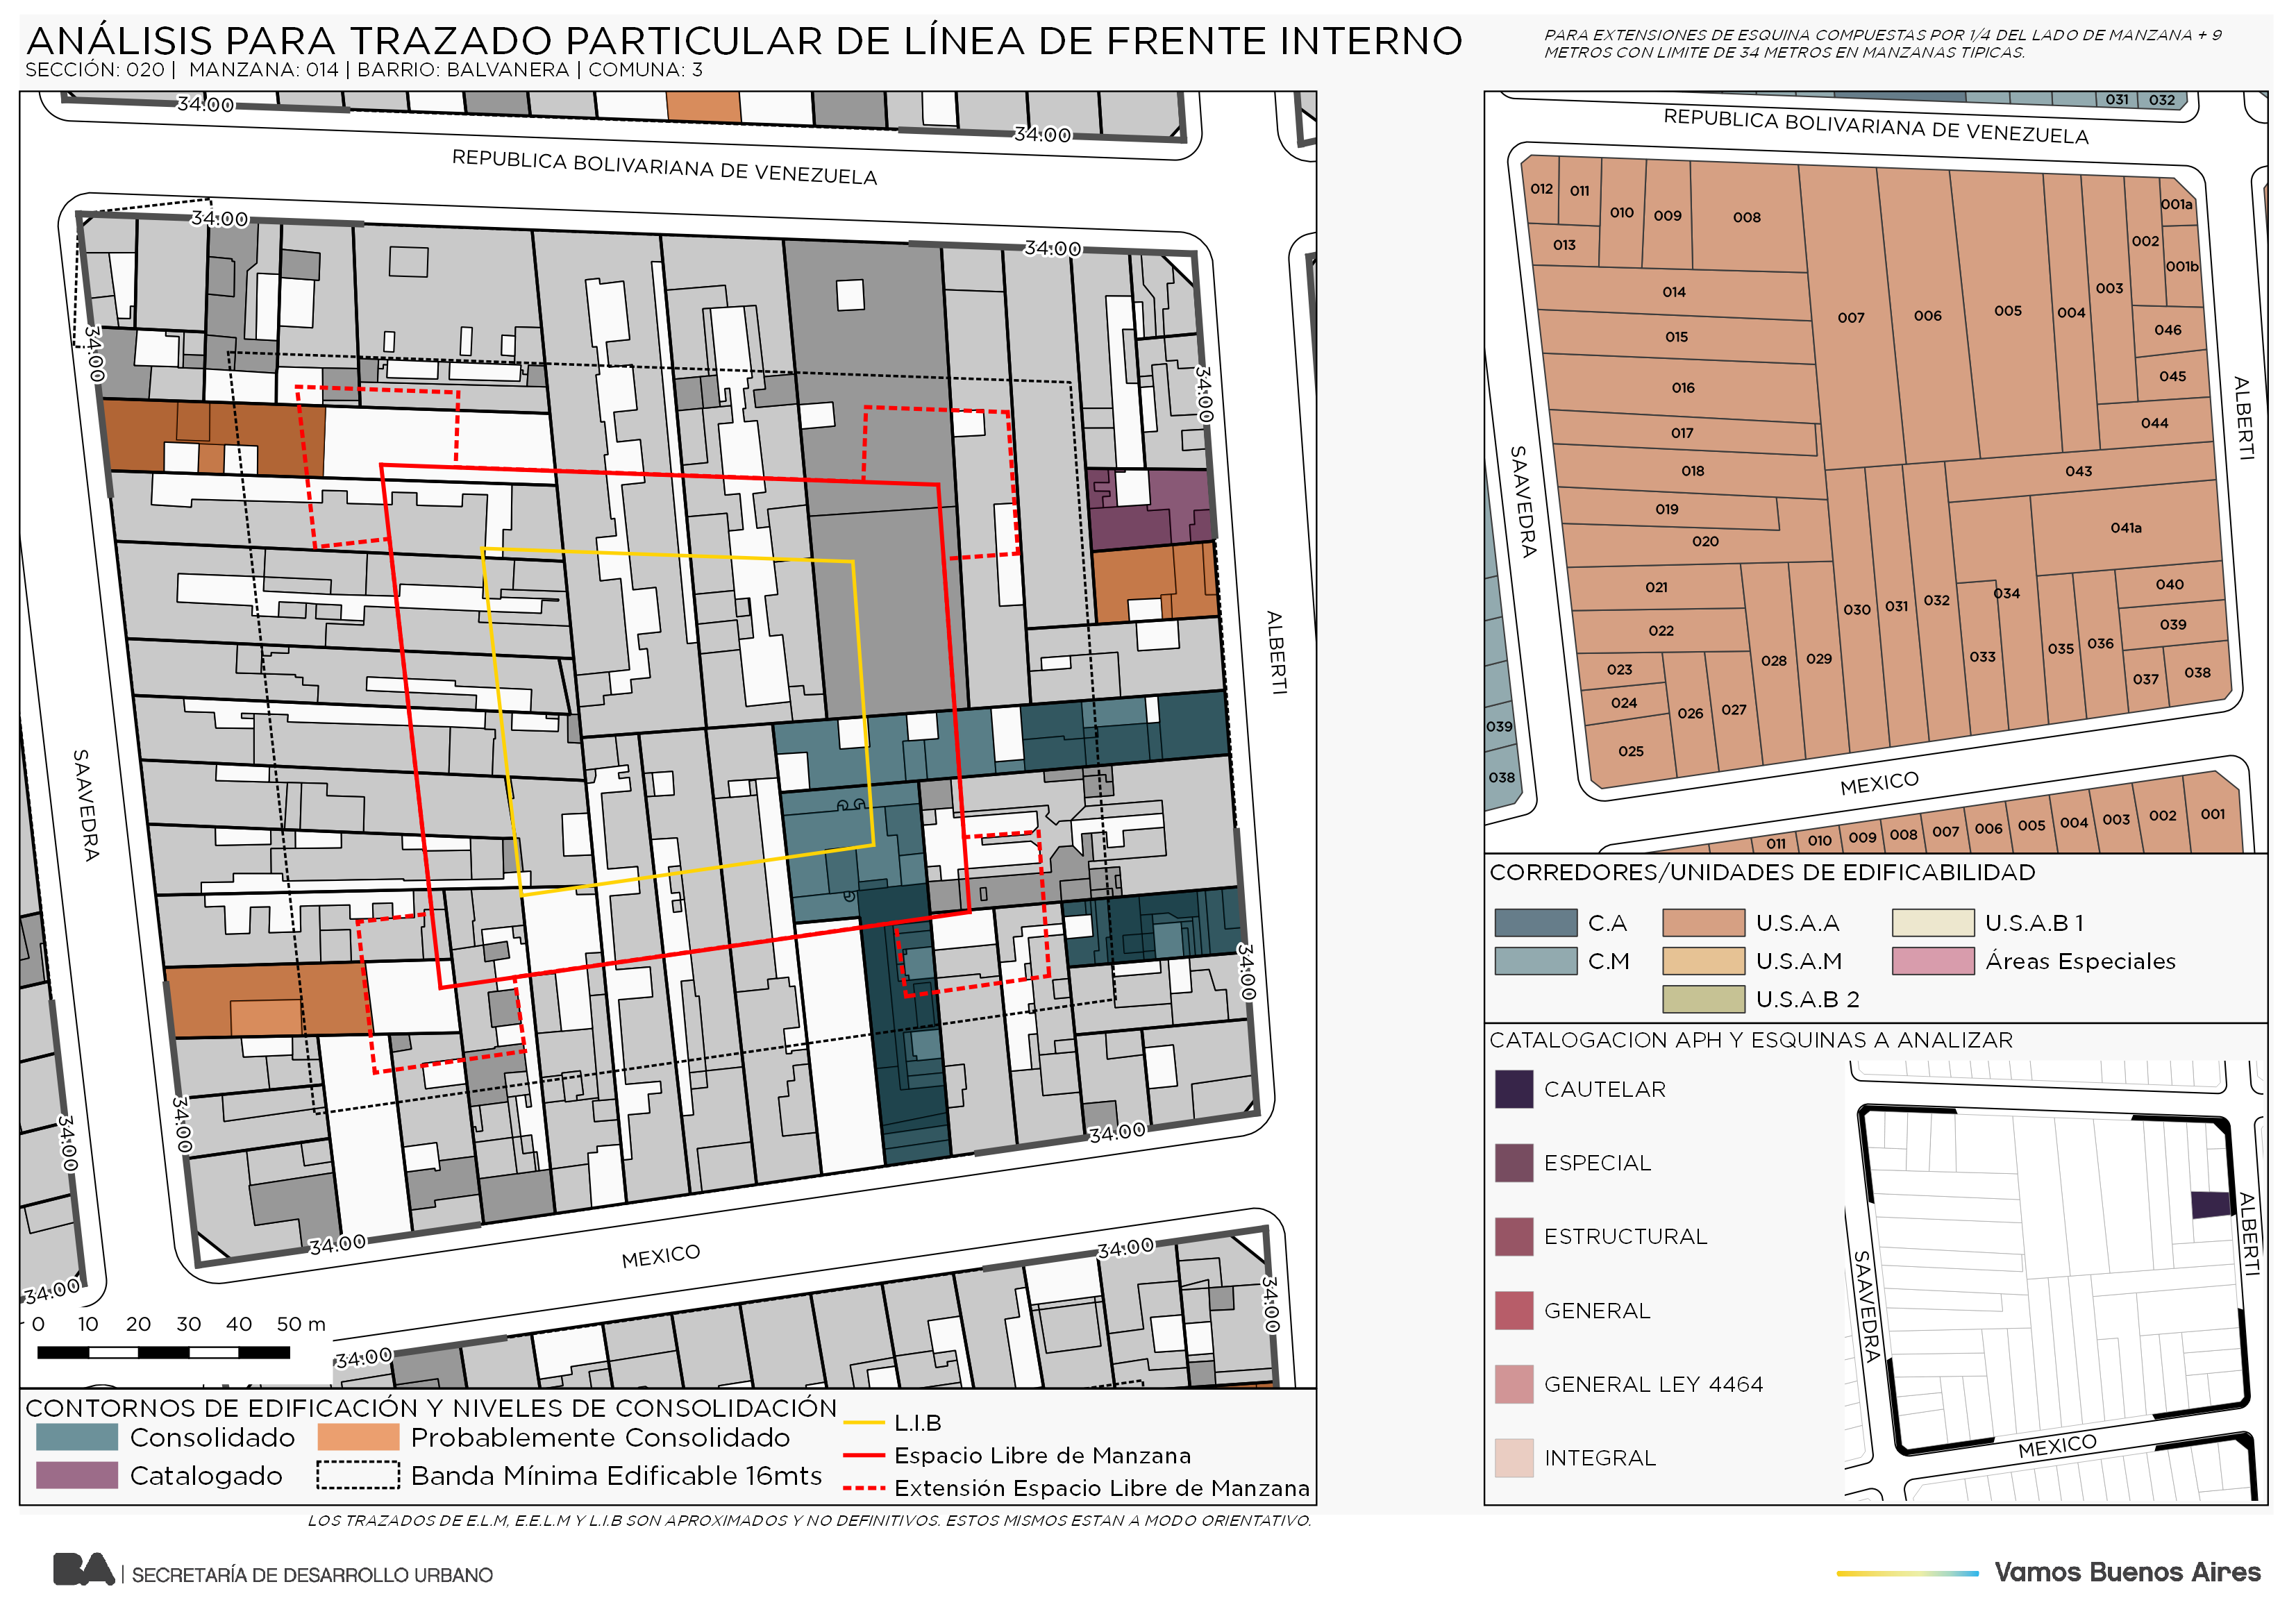 ANÁLISIS PARA TRAZADO PARTICULAR DE LÍNEA DE FRENTE INTERNO
SECCIÓN: 020 | MANZANA: 014 | BARRIO: BALVANERA | COMUNA: 3
PARA EXTENSIONES DE ESQUINA COMPUESTAS POR 1/4 DEL LADO DE MANZANA + 9
METROS CON LIMITE DE 34 METROS EN MANZANAS TIPICAS.
34:00
34:00
REPUBLICA BOLIVARIANA DE VENEZUELA
34:00
34:00
34:00
34:00
SAAVEDRA
ALBERTI
34:00
34:00
34:00
34:00
34:00
MEXICO
34:00
34:00
34:00
34:00
0 10 20 30 40 50 m
031 032
REPUBLICA BOLIVARIANA DE VENEZUELA
012 011 010 009 008
001a
002
001b
013
014
015
016
017
018
019
020
021
022
023
024
025
026
027
028
029
030
031
032
033
034
035
036
037
038
039
040
041a
043
044
045
046
003
004
005
006
007
SAAVEDRA
ALBERTI
039
038
MEXICO
011 010 009 008 007 006 005 004 003 002 001
CORREDORES/UNIDADES DE EDIFICABILIDAD
C.A
U.S.A.A
U.S.A.B 1
C.M
U.S.A.M
Áreas Especiales
U.S.A.B 2
CATALOGACION APH Y ESQUINAS A ANALIZAR
CAUTELAR
ESPECIAL
ESTRUCTURAL
GENERAL
GENERAL LEY 4464
INTEGRAL
SAAVEDRA
ALBERTI
MEXICO
CONTORNOS DE EDIFICACIÓN Y NIVELES DE CONSOLIDACIÓN
Consolidado
Probablemente Consolidado
Catalogado
Banda Mínima Edificable 16mts
L.I.B
Espacio Libre de Manzana
Extensión Espacio Libre de Manzana
LOS TRAZADOS DE E.L.M, E.E.L.M Y L.I.B SON APROXIMADOS Y NO DEFINITIVOS. ESTOS MISMOS ESTAN A MODO ORIENTATIVO.
BA | SECRETARÍA DE DESARROLLO URBANO
Vamos Buenos Aires